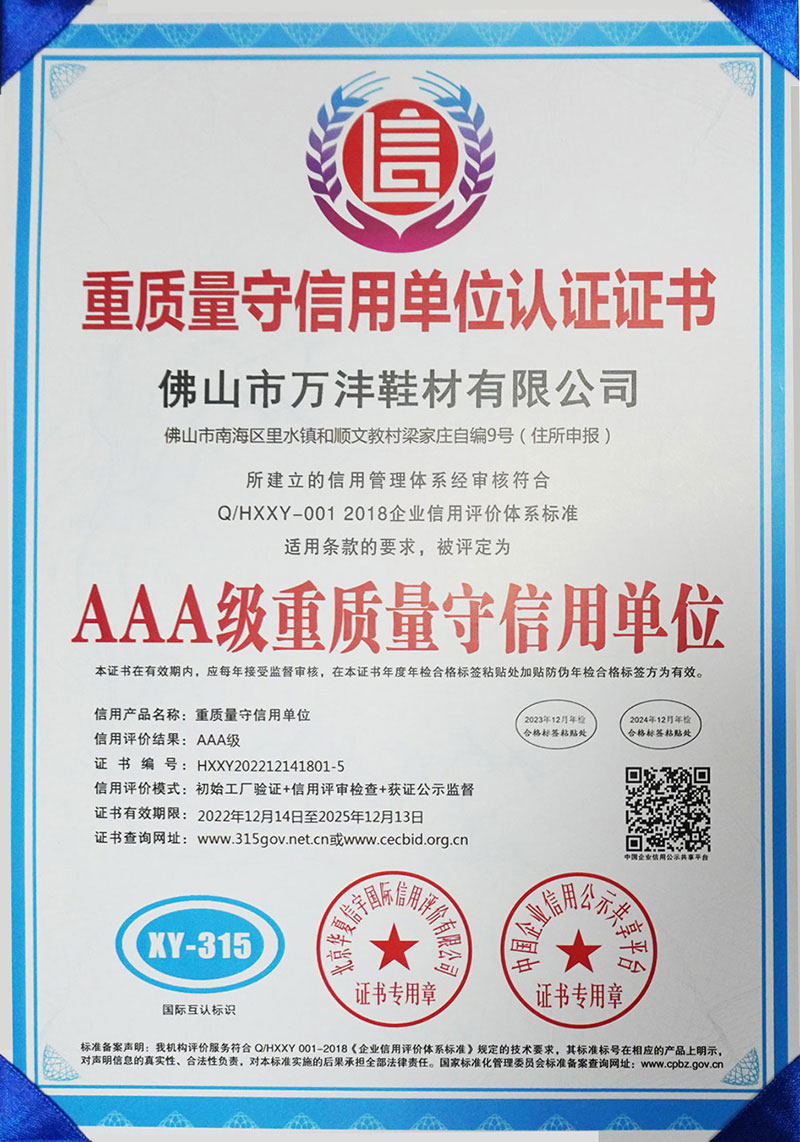 信
重质量守信用单位认证证书
佛山市万沣鞋材有限公司
佛山市南海区里水镇和顺文教村梁家庄自编9号（住所申报）
所建立的信用管理体系经审核符合
Q/HXXY-001 2018企业信用评价体系标准
适用条款的要求，被评定为
AAA级重质量守信用单位
本证书在有效期内，应每年接受监督审核，在本证书年度年检合格标签粘贴处加贴防伪年检合格标签方为有效。
信用产品名称：重质量守信用单位
信用评价结果：AAA级
证书编号：HXXY202212141801-5
信用评价模式：初始工厂验证+信用评审检查+获证公示监督
证书有效期限：2022年12月14日至2025年12月13日
证书查询网址：www.315gov.net.cn或www.cecbid.org.cn
2023年12月年检
合格标签粘贴处
2024年12月年检
合格标签粘贴处
中国企业信用公示共享平台
XY-315
国际互认标识
北京华夏信宇国际信用评价有限公司
证书专用章
中国企业信用公示共享平台
证书专用章
标准备案声明：我机构评价服务符合 Q/HXXY 001-2018《企业信用评价体系标准》规定的技术要求，其标准标号在相应的产品上明示，
对声明信息的真实性、合法性负责，对本标准实施的后果承担全部法律责任。国家标准化管理委员会标准备案查询网址：www.cpbz.gov.cn